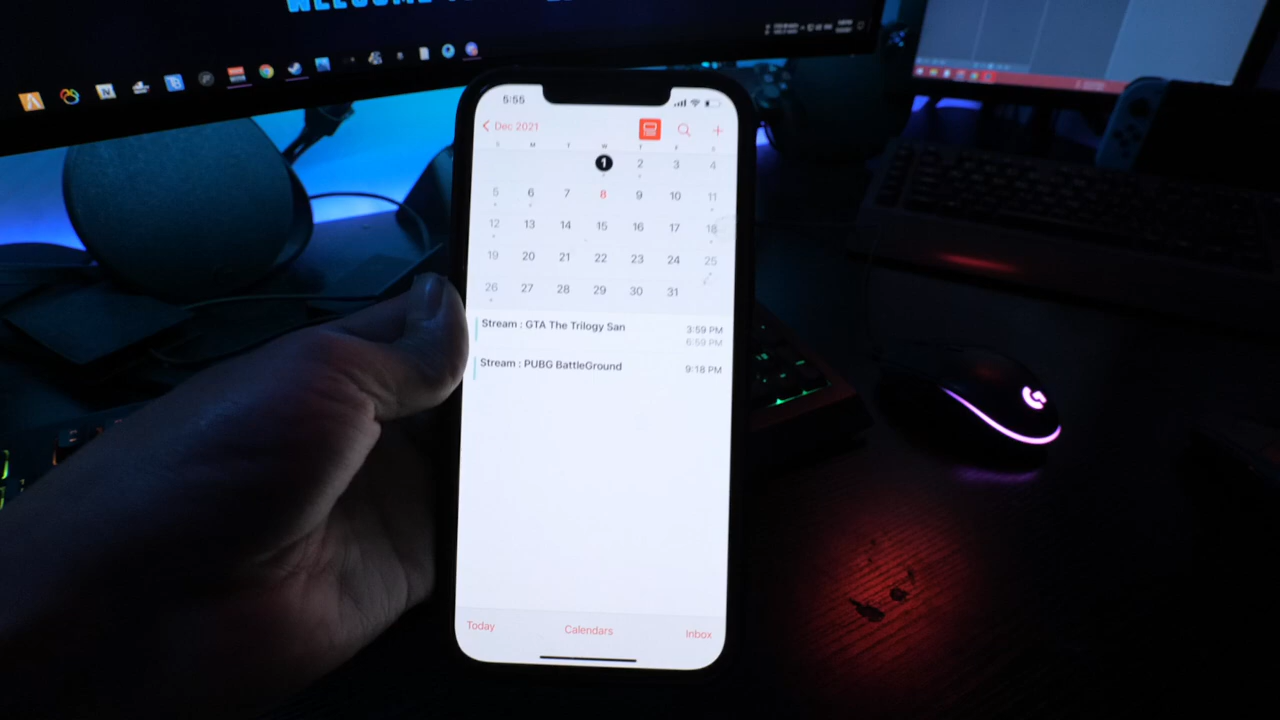 5:55
Dec 2021
S M T W T F S
1 2 3 4
5 6 7 8 9 10 11
12 13 14 15 16 17 18
19 20 21 22 23 24 25
26 27 28 29 30 31
Stream : GTA The Trilogy San 3:59 PM
6:59 PM
Stream : PUBG BattleGround 9:18 PM
Today Calendars Inbox